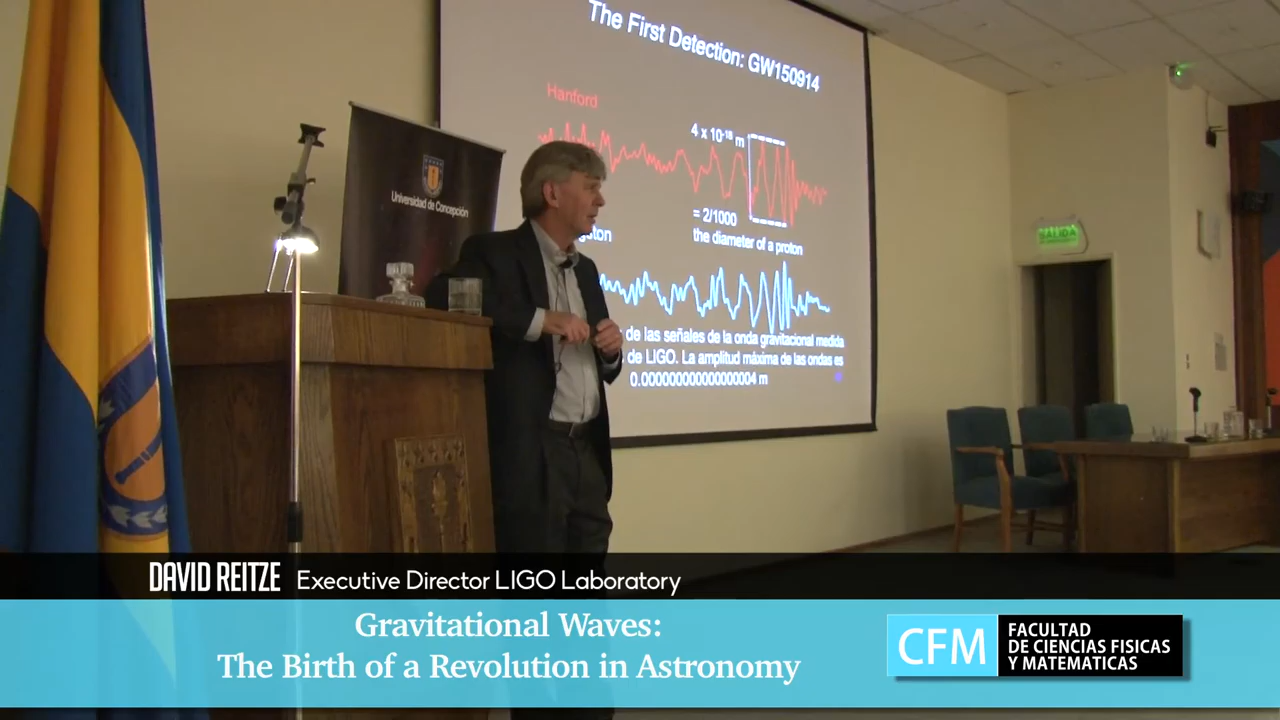 The First Detection: GW150914
Hanford
4 x 10-18 m
= 2/1000
the diameter of a proton
de las señales de la onda gravitacional medida
de LIGO. La amplitud máxima de las ondas es
0.000000000000000004 m
Universidad de Concepción
SALIDA
DAVID REITZE Executive Director LIGO Laboratory
Gravitational Waves:
The Birth of a Revolution in Astronomy
CFM
FACULTAD
DE CIENCIAS FISICAS
Y MATEMATICAS